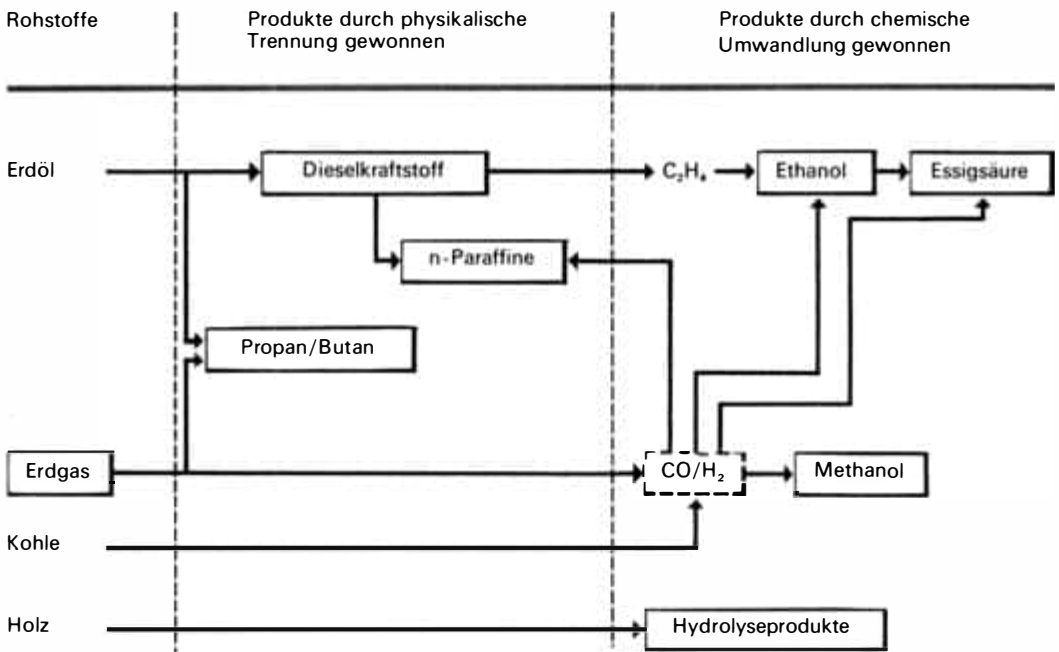 Rohstoffe
Produkte durch physikalische
Trennung gewonnen
Produkte durch chemische
Umwandlung gewonnen
Erdöl
Dieselkraftstoff
C₂H₄
Ethanol
Essigsäure
n-Paraffine
Propan/Butan
Erdgas
CO/H₂
Methanol
Kohle
Holz
Hydrolyseprodukte